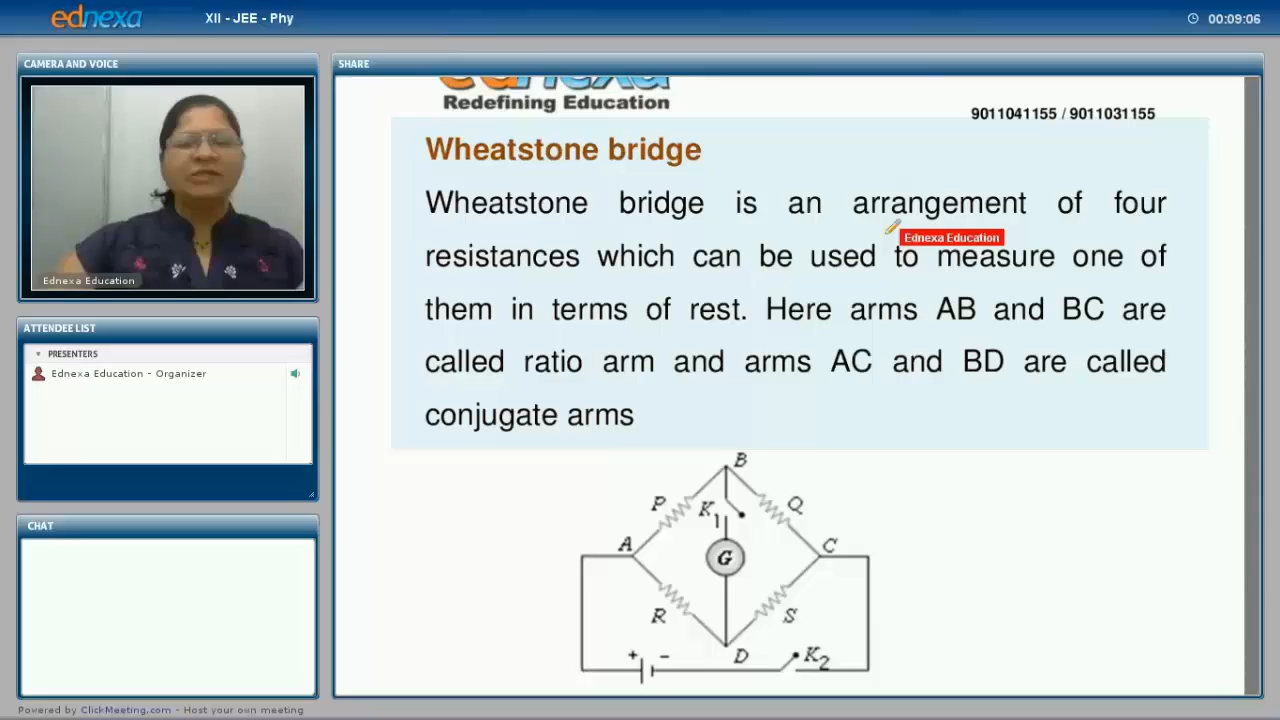 ednexa
XII - JEE - Phy
00:09:06
CAMERA AND VOICE
Ednexa Education
ATTENDEE LIST
PRESENTERS
Ednexa Education - Organizer
CHAT
Powered by ClickMeeting.com - Host your own meeting
SHARE
ednexa
Redefining Education
9011041155 / 9011031155
Wheatstone bridge
Wheatstone bridge is an arrangement of four
Ednexa Education
resistances which can be used to measure one of
them in terms of rest. Here arms AB and BC are
called ratio arm and arms AC and BD are called
conjugate arms
B
P
K1
Q
A
G
C
R
S
+ -
D
K2